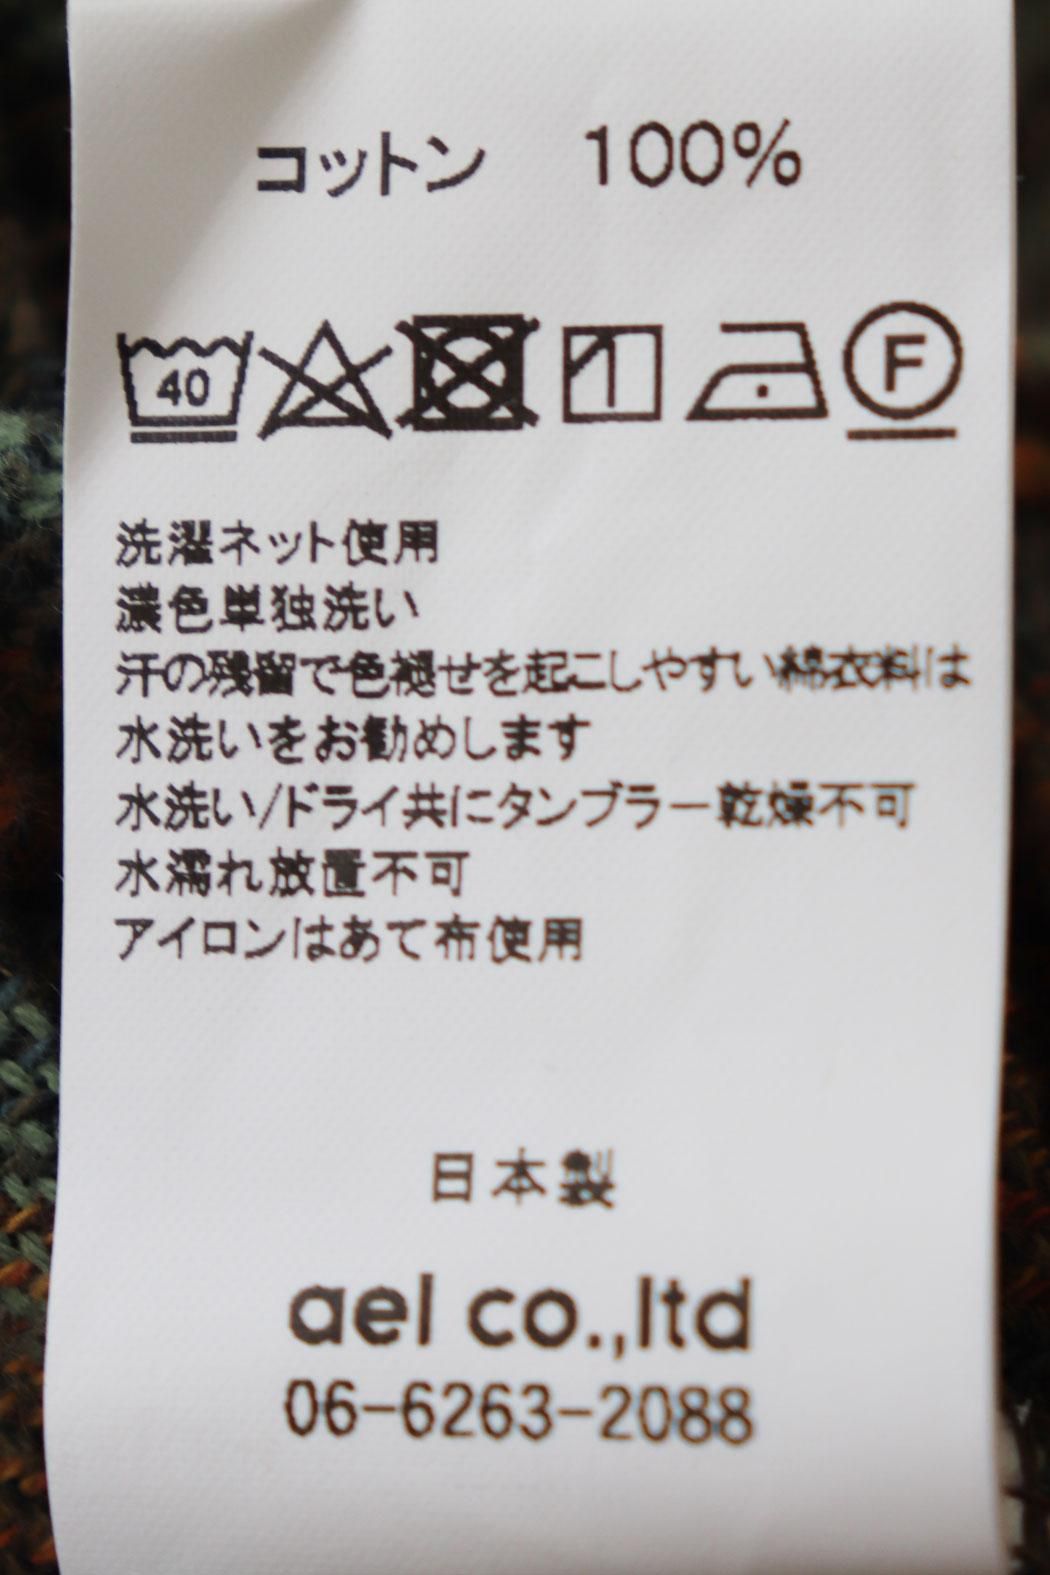 コットン 100%
40
F
洗濯ネット使用
濃色単独洗い
汗の残留で色褪せを起こしやすい綿衣料は
水洗いをお勧めします
水洗い/ドライ共にタンブラー乾燥不可
水濡れ放置不可
アイロンはあて布使用
日本製
ael co.,ltd
06-6263-2088